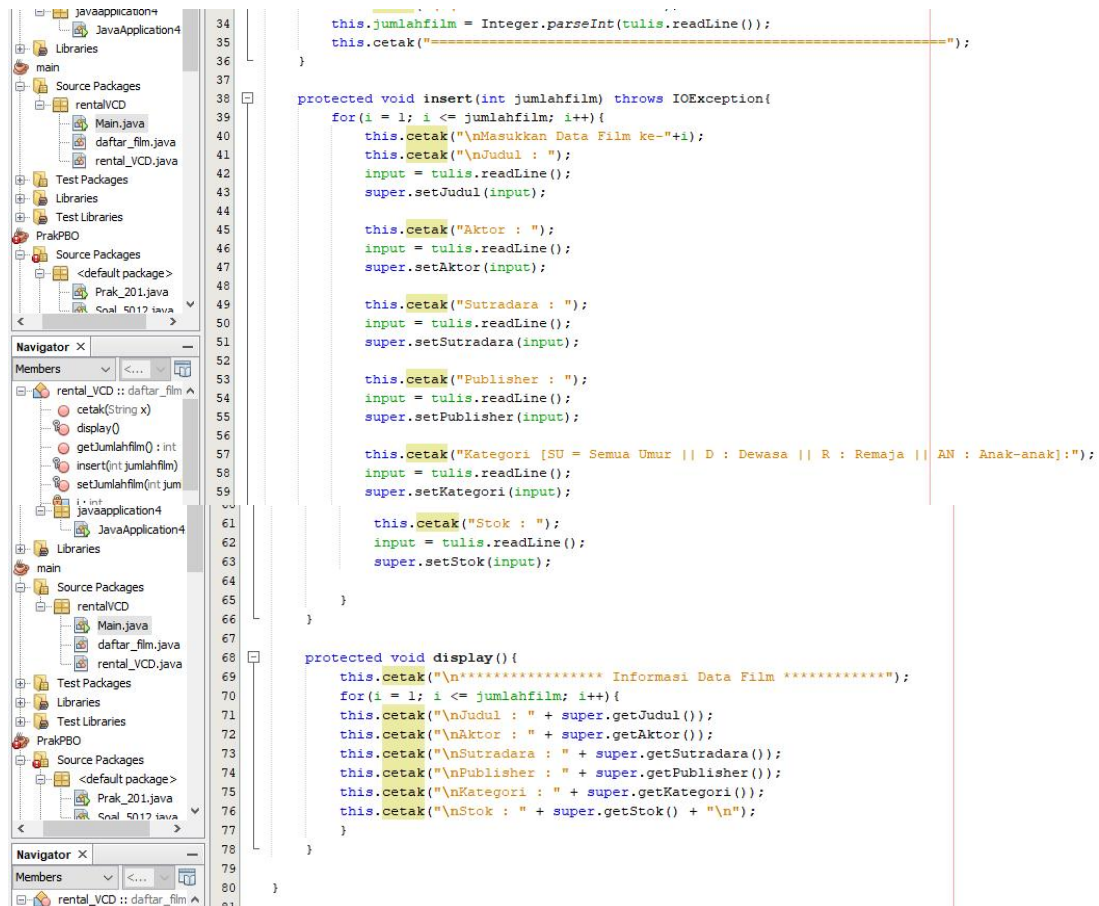 javaapplication4
JavaApplication4
Libraries
main
Source Packages
rentalVCD
Main.java
daftar_film.java
rental_VCD.java
Test Packages
Libraries
Test Libraries
PrakPBO
Source Packages
<default package>
Prak_201.java
Soal_5012.java
Navigator
Members
<...
rental_VCD :: daftar_film
cetak(String x)
display()
getJumlahfilm() : int
insert(int jumlahfilm)
setJumlahfilm(int jum
i : int
34 this.jumlahfilm = Integer.parseInt(tulis.readLine());
35 this.cetak("==============================================================");
36 }
37
38 protected void insert(int jumlahfilm) throws IOException{
39 for(i = 1; i <= jumlahfilm; i++){
40 this.cetak("\nMasukkan Data Film ke-"+i);
41 this.cetak("\nJudul : ");
42 input = tulis.readLine();
43 super.setJudul(input);
44
45 this.cetak("Aktor : ");
46 input = tulis.readLine();
47 super.setAktor(input);
48
49 this.cetak("Sutradara : ");
50 input = tulis.readLine();
51 super.setSutradara(input);
52
53 this.cetak("Publisher : ");
54 input = tulis.readLine();
55 super.setPublisher(input);
56
57 this.cetak("Kategori [SU = Semua Umur || D : Dewasa || R : Remaja || AN : Anak-anak]:");
58 input = tulis.readLine();
59 super.setKategori(input);
javaapplication4
JavaApplication4
Libraries
main
Source Packages
rentalVCD
Main.java
daftar_film.java
rental_VCD.java
Test Packages
Libraries
Test Libraries
PrakPBO
Source Packages
<default package>
Prak_201.java
Soal_5012.java
Navigator
Members
<...
rental_VCD :: daftar_film
61 this.cetak("Stok : ");
62 input = tulis.readLine();
63 super.setStok(input);
64
65 }
66 }
67
68 protected void display(){
69 this.cetak("\n***************** Informasi Data Film ************");
70 for(i = 1; i <= jumlahfilm; i++){
71 this.cetak("\nJudul : " + super.getJudul());
72 this.cetak("\nAktor : " + super.getAktor());
73 this.cetak("\nSutradara : " + super.getSutradara());
74 this.cetak("\nPublisher : " + super.getPublisher());
75 this.cetak("\nKategori : " + super.getKategori());
76 this.cetak("\nStok : " + super.getStok() + "\n");
77 }
78 }
79
80 }